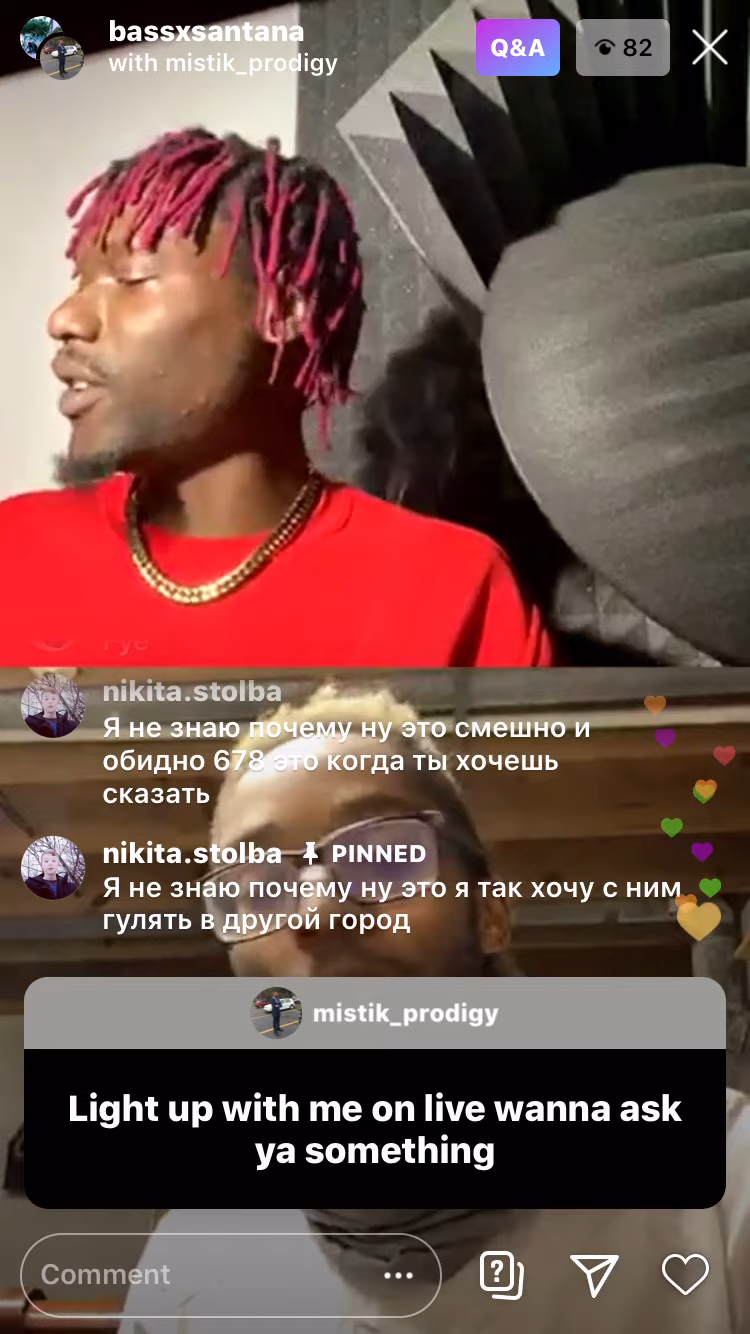 bassxsantana
with mistik_prodigy
Q&A
82
nikita.stolba
Я не знаю почему ну это смешно и
обидно 678 это когда ты хочешь
сказать
nikita.stolba PINNED
Я не знаю почему ну это я так хочу с ним
гулять в другой город
mistik_prodigy
Light up with me on live wanna ask
ya something
Comment